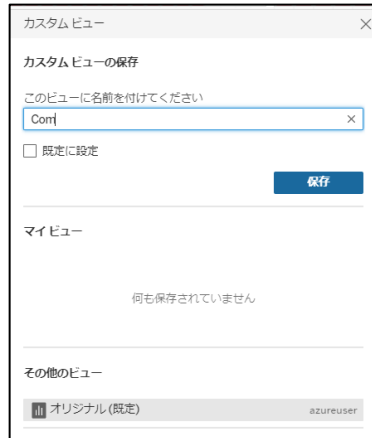 カスタム ビュー
カスタム ビューの保存
このビューに名前を付けてください
Com
既定に設定
保存
マイ ビュー
何も保存されていません
その他のビュー
オリジナル (既定) azureuser